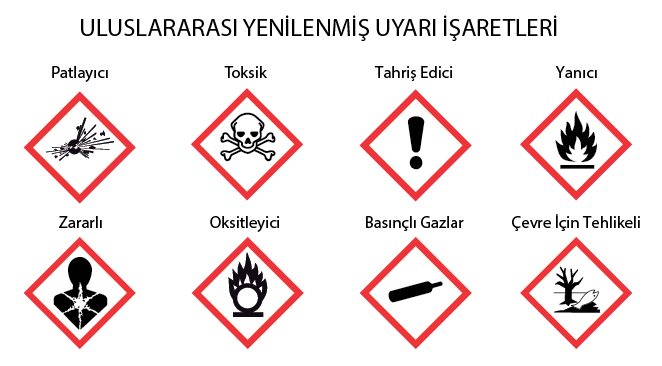 ULUSLARARASI YENİLENMİŞ UYARI İŞARETLERİ
Patlayıcı Toksik Tahriş Edici Yanıcı
Zararlı Oksitleyici Basınçlı Gazlar Çevre İçin Tehlikeli